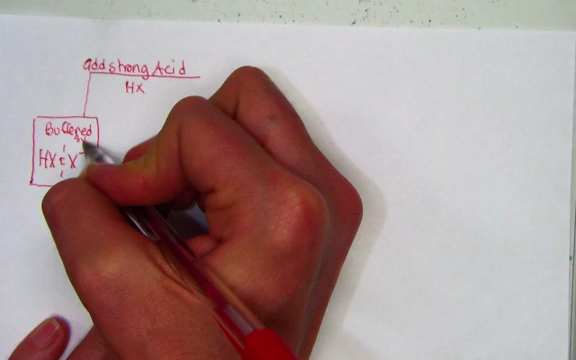 add strong Acid
HX
Buffered
HX : X⁻